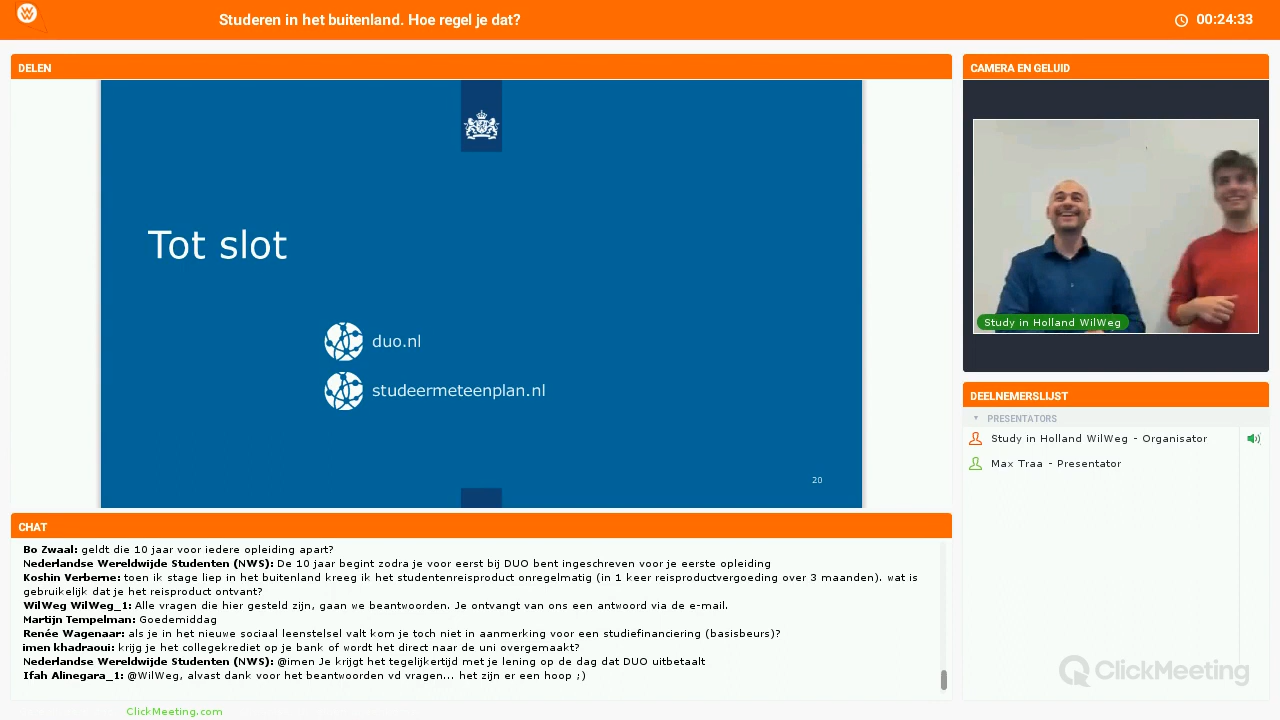 Studeren in het buitenland. Hoe regel je dat?
00:24:33
DELEN
Tot slot
duo.nl
studeermeteenplan.nl
20
CAMERA EN GELUID
Study in Holland WilWeg
DEELNEMERSLIJST
PRESENTATORS
Study in Holland WilWeg - Organisator
Max Traa - Presentator
CHAT
Bo Zwaal: geldt die 10 jaar voor iedere opleiding apart?
Nederlandse Wereldwijde Studenten (NWS): De 10 jaar begint zodra je voor eerst bij DUO bent ingeschreven voor je eerste opleiding
Koshin Verberne: toen ik stage liep in het buitenland kreeg ik het studentenreisproduct onregelmatig (in 1 keer reisproductvergoeding over 3 maanden). wat is
gebruikelijk dat je het reisproduct ontvant?
WilWeg WilWeg_1: Alle vragen die hier gesteld zijn, gaan we beantwoorden. Je ontvangt van ons een antwoord via de e-mail.
Martijn Tempelman: Goedemiddag
Renée Wagenaar: als je in het nieuwe sociaal leenstelsel valt kom je toch niet in aanmerking voor een studiefinanciering (basisbeurs)?
imen khadraoui: krijg je het collegekrediet op je bank of wordt het direct naar de uni overgemaakt?
Nederlandse Wereldwijde Studenten (NWS): @imen Je krijgt het tegelijkertijd met je lening op de dag dat DUO uitbetaalt
Ifah Alinegara_1: @WilWeg, alvast dank voor het beantwoorden vd vragen... het zijn er een hoop ;)
ClickMeeting
ClickMeeting.com